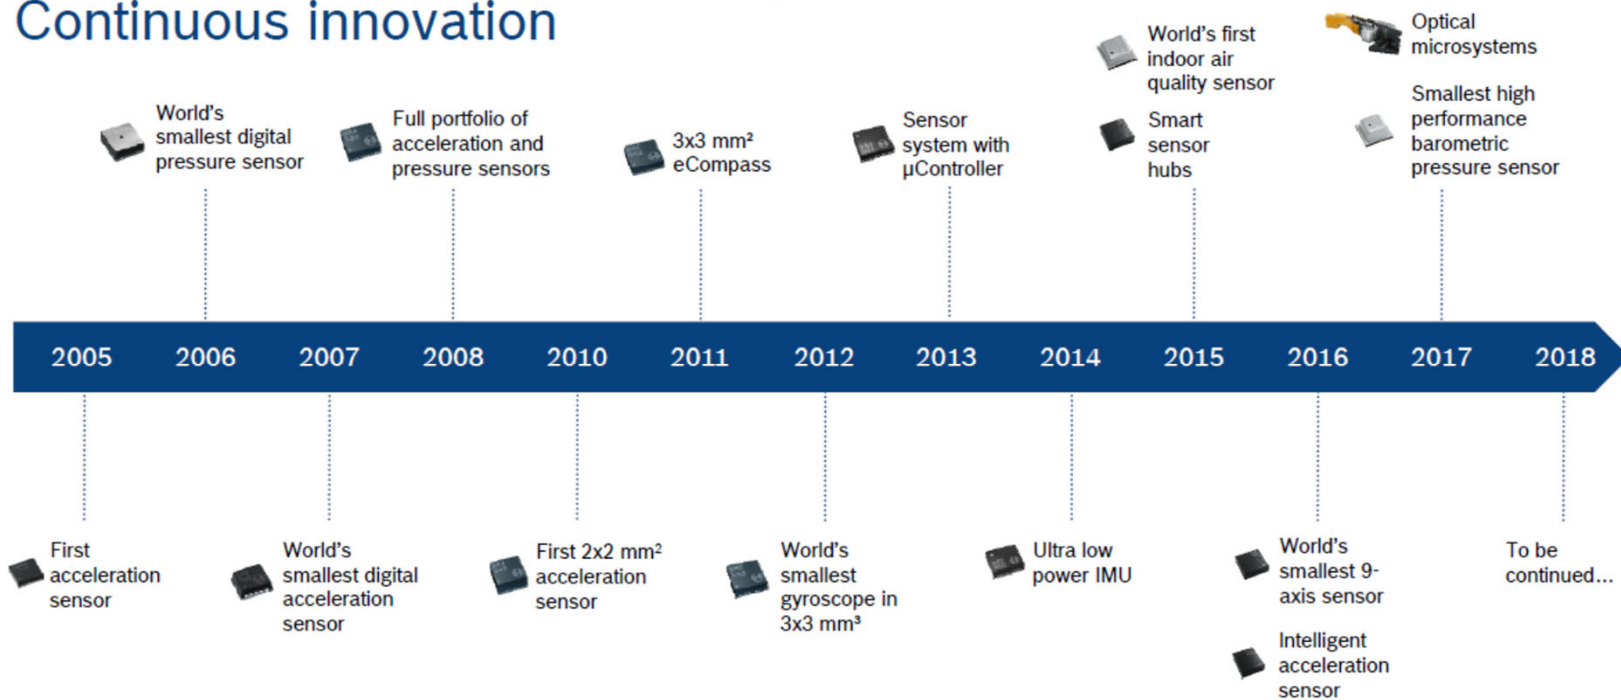 Continuous innovation
World's
smallest digital
pressure sensor
Full portfolio of
acceleration and
pressure sensors
3x3 mm²
eCompass
Sensor
system with
µController
World's first
indoor air
quality sensor
Smart
sensor
hubs
Optical
microsystems
Smallest high
performance
barometric
pressure sensor
2005 2006 2007 2008 2010 2011 2012 2013 2014 2015 2016 2017 2018
First
acceleration
sensor
World's
smallest digital
acceleration
sensor
First 2x2 mm²
acceleration
sensor
World's
smallest
gyroscope in
3x3 mm³
Ultra low
power IMU
World's
smallest 9-
axis sensor
Intelligent
acceleration
sensor
To be
continued...